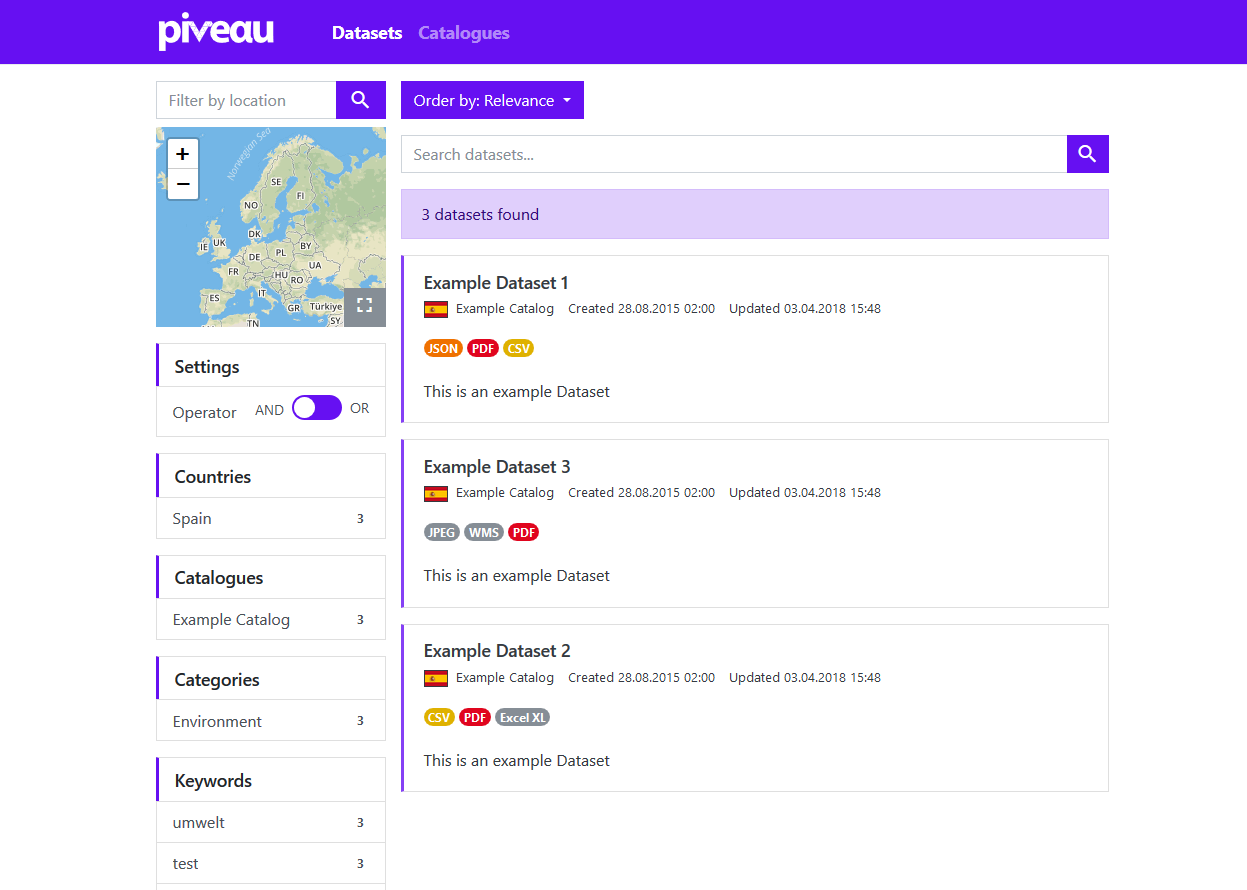 piveau
Datasets Catalogues
Filter by location
Order by: Relevance
+
−
Norwegian Sea
SE
FI
NO
DK
IE UK
BY
DE PL
UA
FR
HU
RO
ES
IT
GR Türkiye
TN
SY
Search datasets...
3 datasets found
Settings
Operator AND OR
Countries
Spain 3
Catalogues
Example Catalog 3
Categories
Environment 3
Keywords
umwelt 3
test 3
Example Dataset 1
Example Catalog Created 28.08.2015 02:00 Updated 03.04.2018 15:48
JSON PDF CSV
This is an example Dataset
Example Dataset 3
Example Catalog Created 28.08.2015 02:00 Updated 03.04.2018 15:48
JPEG WMS PDF
This is an example Dataset
Example Dataset 2
Example Catalog Created 28.08.2015 02:00 Updated 03.04.2018 15:48
CSV PDF Excel XL
This is an example Dataset